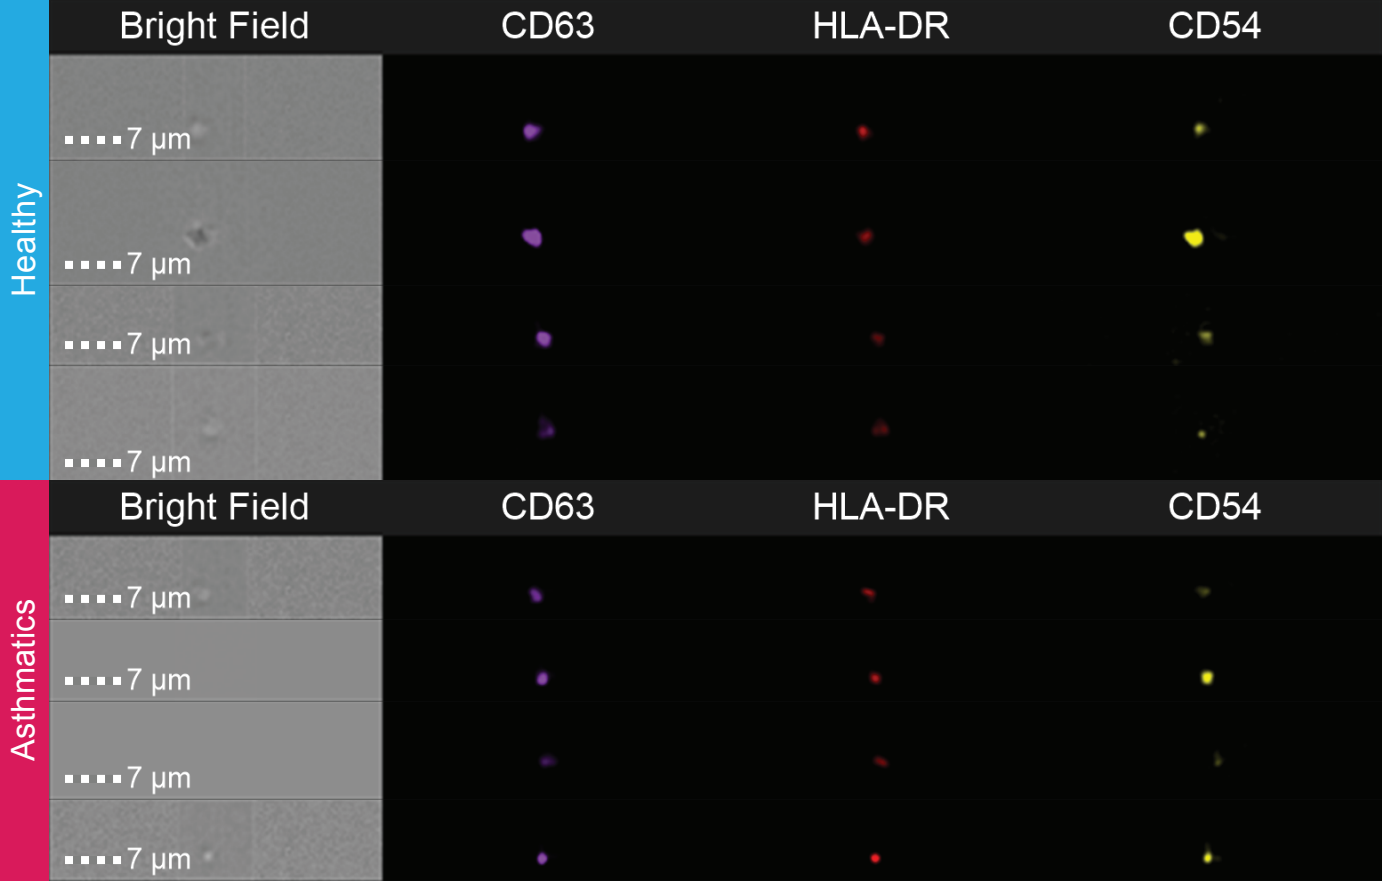 Healthy
Bright Field CD63 HLA-DR CD54
7 µm
7 µm
7 µm
7 µm
Asthmatics
Bright Field CD63 HLA-DR CD54
7 µm
7 µm
7 µm
7 µm